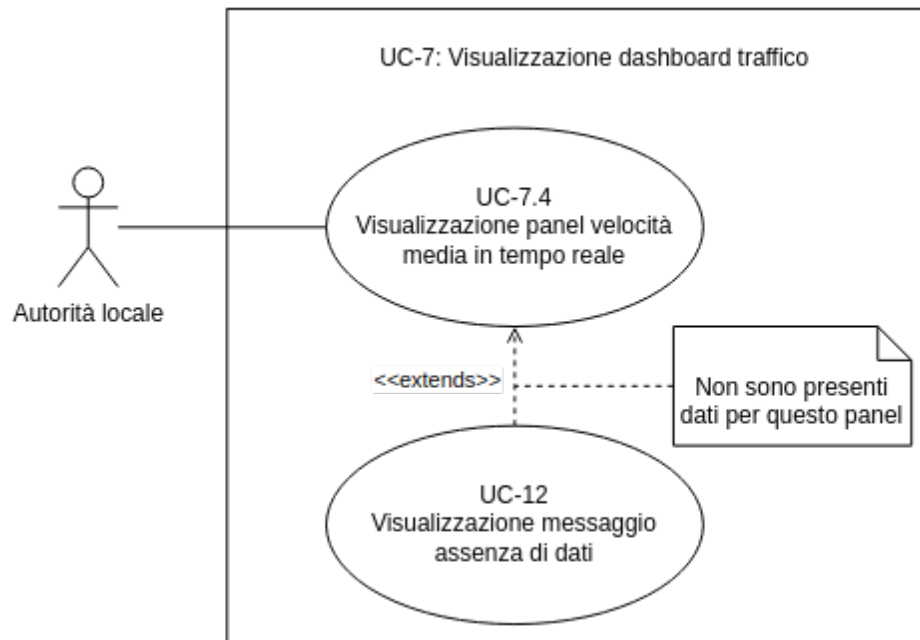 UC-7: Visualizzazione dashboard traffico
UC-7.4
Visualizzazione panel velocità
media in tempo reale
Autorità locale
<<extends>>
Non sono presenti
dati per questo panel
UC-12
Visualizzazione messaggio
assenza di dati